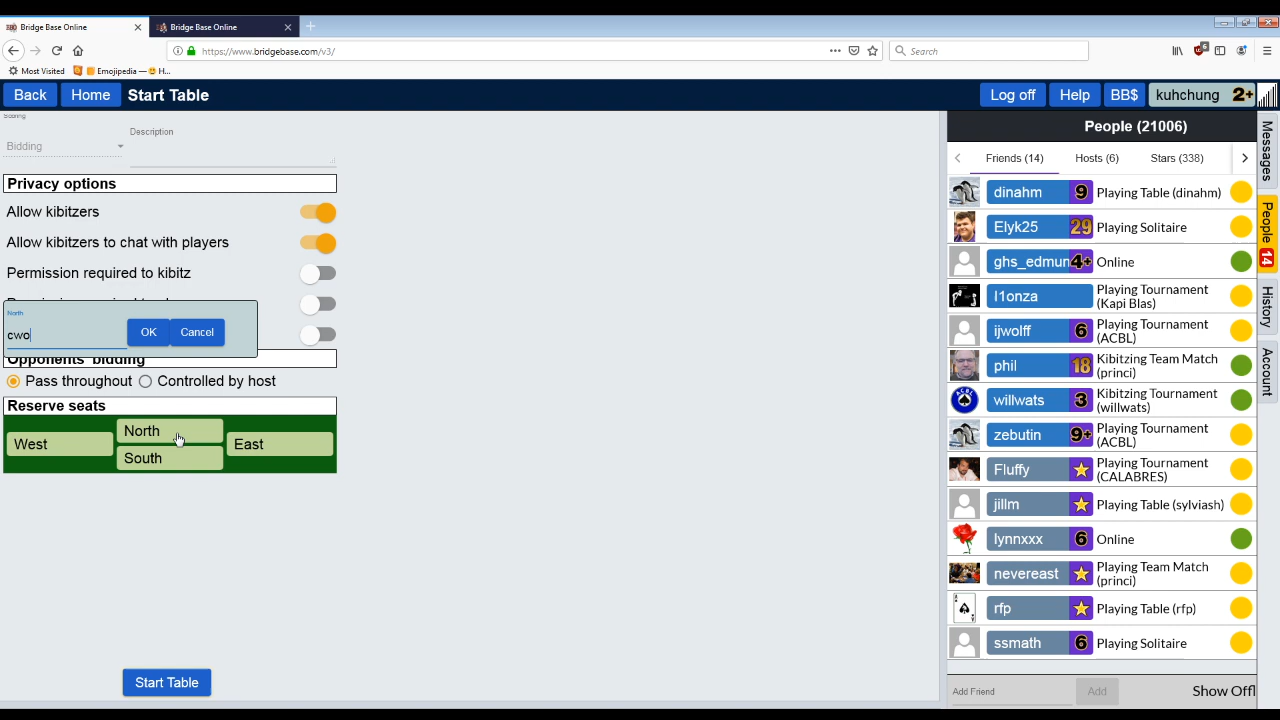 Bridge Base Online
Bridge Base Online
https://www.bridgebase.com/v3/
Search
6
Most Visited
Emojipedia — 😊 H...
Back
Home
Start Table
Log off
Help
BB$
kuhchung 2+
Scoring
Bidding
Description
Privacy options
Allow kibitzers
Allow kibitzers to chat with players
Permission required to kibitz
North
cwo
OK
Cancel
Opponents' bidding
Pass throughout
Controlled by host
Reserve seats
West
North
South
East
Start Table
People (21006)
Friends (14)
Hosts (6)
Stars (338)
dinahm 9 Playing Table (dinahm)
Elyk25 29 Playing Solitaire
ghs_edmun 4+ Online
l1onza Playing Tournament
(Kapi Blas)
ijwolff 6 Playing Tournament
(ACBL)
phil 18 Kibitzing Team Match
(princi)
willwats 3 Kibitzing Tournament
(willwats)
zebutin 9+ Playing Tournament
(ACBL)
Fluffy Playing Tournament
(CALABRES)
jillm Playing Table (sylviash)
lynnxxx 6 Online
nevereast Playing Team Match
(princi)
rfp Playing Table (rfp)
ssmath 6 Playing Solitaire
Add Friend
Add
Show Offl
Messages
People 14
History
Account